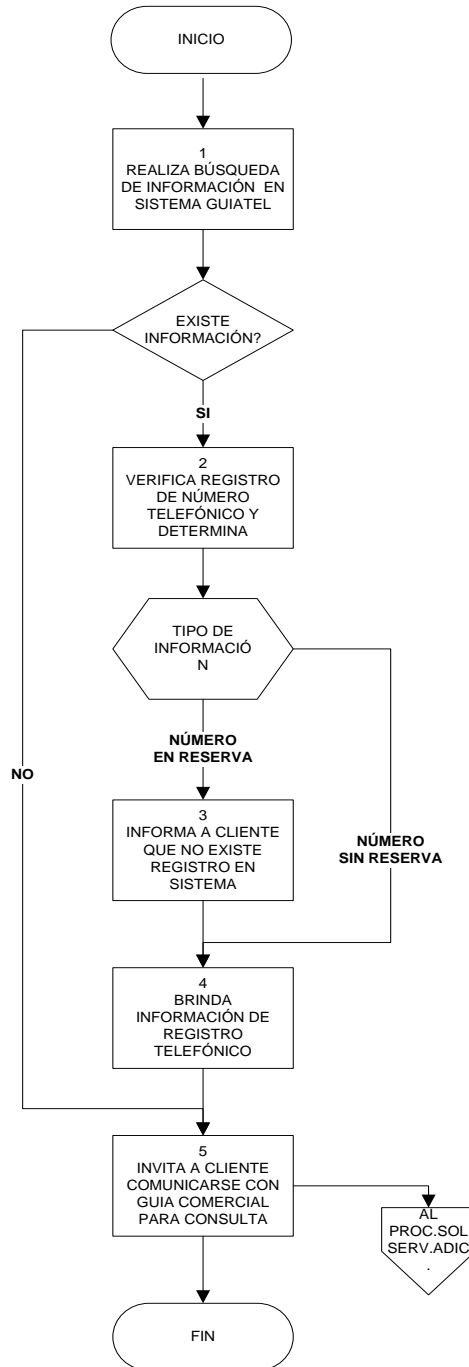 INICIO
1
REALIZA BÚSQUEDA
DE INFORMACIÓN EN
SISTEMA GUIATEL
EXISTE
INFORMACIÓN?
SI
2
VERIFICA REGISTRO
DE NÚMERO
TELEFÓNICO Y
DETERMINA
TIPO DE
INFORMACIÓ
N
NÚMERO
EN RESERVA
NO
3
INFORMA A CLIENTE
QUE NO EXISTE
REGISTRO EN
SISTEMA
NÚMERO
SIN RESERVA
4
BRINDA
INFORMACIÓN DE
REGISTRO
TELEFÓNICO
5
INVITA A CLIENTE
COMUNICARSE CON
GUIA COMERCIAL
PARA CONSULTA
AL
PROC.SOL
SERV.ADIC
.
FIN